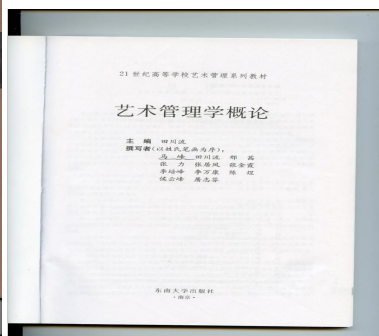 21世纪高等学校艺术管理系列教材
艺术管理学概论
主 编 田川流
撰写者(以姓氏笔画为序):
马 峰 田川流 郑 茜
张 力 张居凤 张金霞
李培峰 李万康 陈 煜
侯云峰 屠志芬
东南大学出版社
·南京·